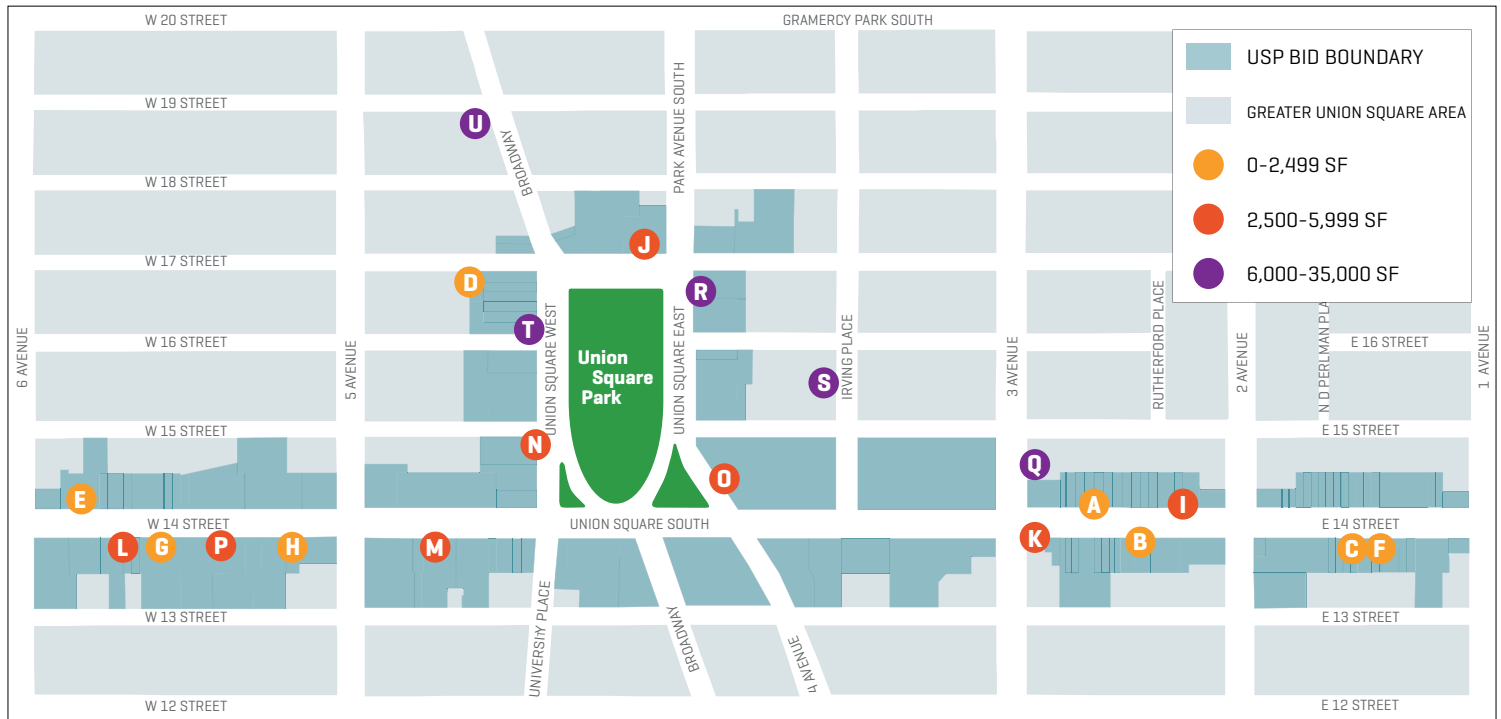 W 20 STREET
GRAMERCY PARK SOUTH
USP BID BOUNDARY
GREATER UNION SQUARE AREA
0-2,499 SF
2,500-5,999 SF
6,000-35,000 SF
W 19 STREET
U
BROADWAY
PARK AVENUE SOUTH
W 18 STREET
J
W 17 STREET
D
R
T
UNION SQUARE WEST
Union
Square
Park
UNION SQUARE EAST
S
IRVING PLACE
RUTHERFORD PLACE
N D PERLMAN PLA
W 16 STREET
E 16 STREET
6 AVENUE
5 AVENUE
3 AVENUE
2 AVENUE
1 AVENUE
W 15 STREET
E 15 STREET
N
O
Q
E
A
I
W 14 STREET
UNION SQUARE SOUTH
E 14 STREET
L
G
P
H
M
K
B
C
F
W 13 STREET
E 13 STREET
UNIVERSITY PLACE
BROADWAY
4 AVENUE
W 12 STREET
E 12 STREET